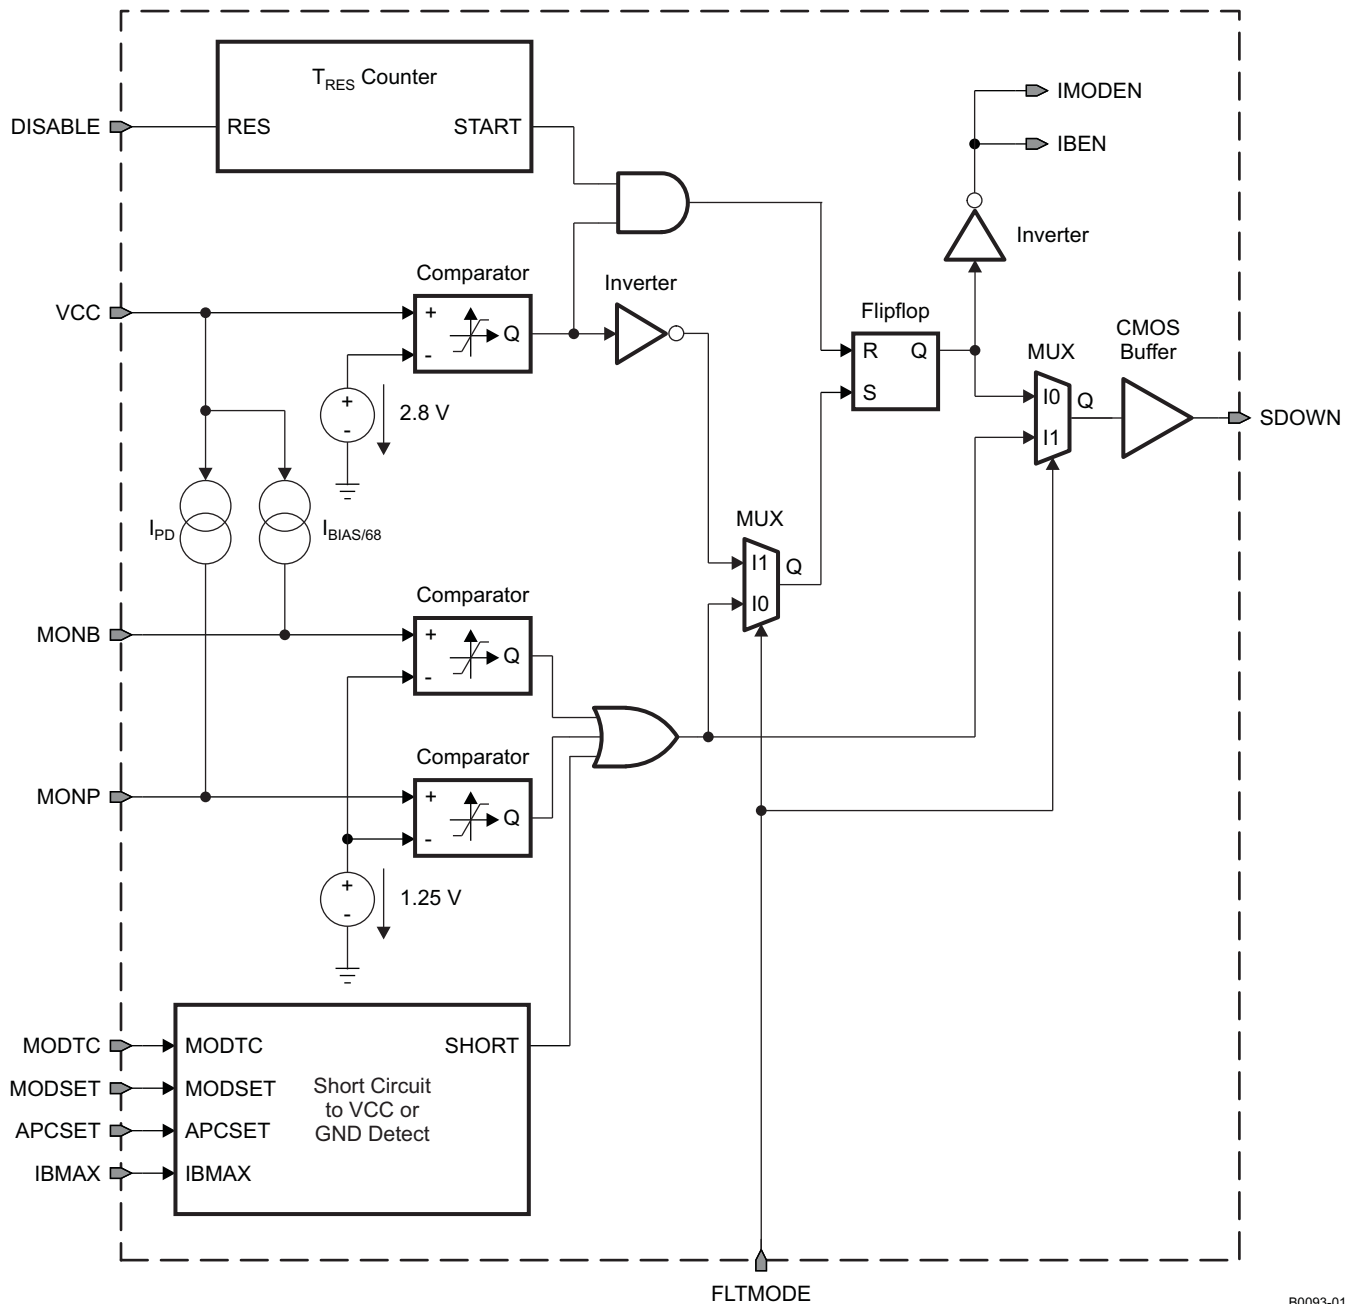 T_RES Counter
IMODEN
DISABLE
RES
START
IBEN
Inverter
Comparator
Inverter
VCC
+
Q
-
Flipflop
CMOS
Buffer
MUX
R
Q
S
I0
Q
I1
SDOWN
+
-
2.8 V
I_PD
I_BIAS/68
MUX
I1
Q
I0
Comparator
MONB
+
Q
-
Comparator
MONP
+
Q
-
+
-
1.25 V
MODTC
MODTC
SHORT
MODSET
MODSET
Short Circuit
to VCC or
GND Detect
APCSET
APCSET
IBMAX
IBMAX
FLTMODE
B0093-01